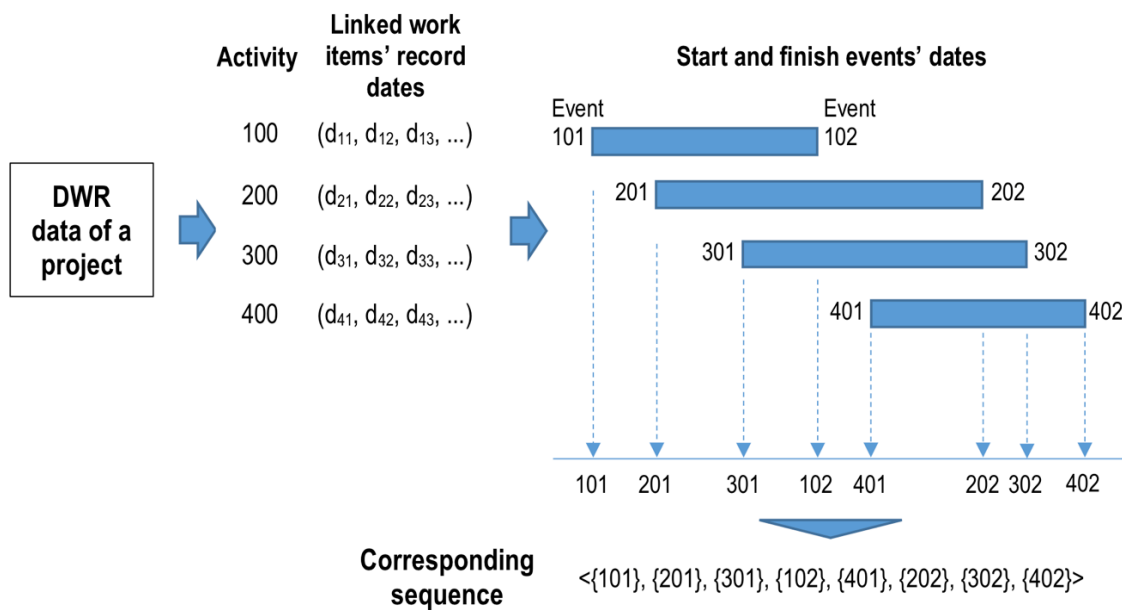 Linked work
items’ record
dates
Activity
Start and finish events’ dates
Event
Event
100 (d₁₁, d₁₂, d₁₃, ...)
101 102
DWR
data of a
project
200 (d₂₁, d₂₂, d₂₃, ...)
201 202
300 (d₃₁, d₃₂, d₃₃, ...)
301 302
400 (d₄₁, d₄₂, d₄₃, ...)
401 402
101 201 301 102 401 202 302 402
Corresponding
sequence
<{101}, {201}, {301}, {102}, {401}, {202}, {302}, {402}>